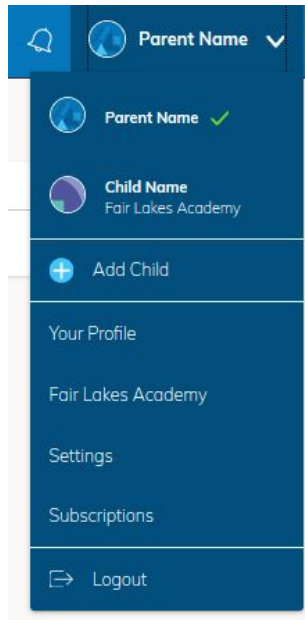 Parent Name
Parent Name
Child Name
Fair Lakes Academy
Add Child
Your Profile
Fair Lakes Academy
Settings
Subscriptions
Logout